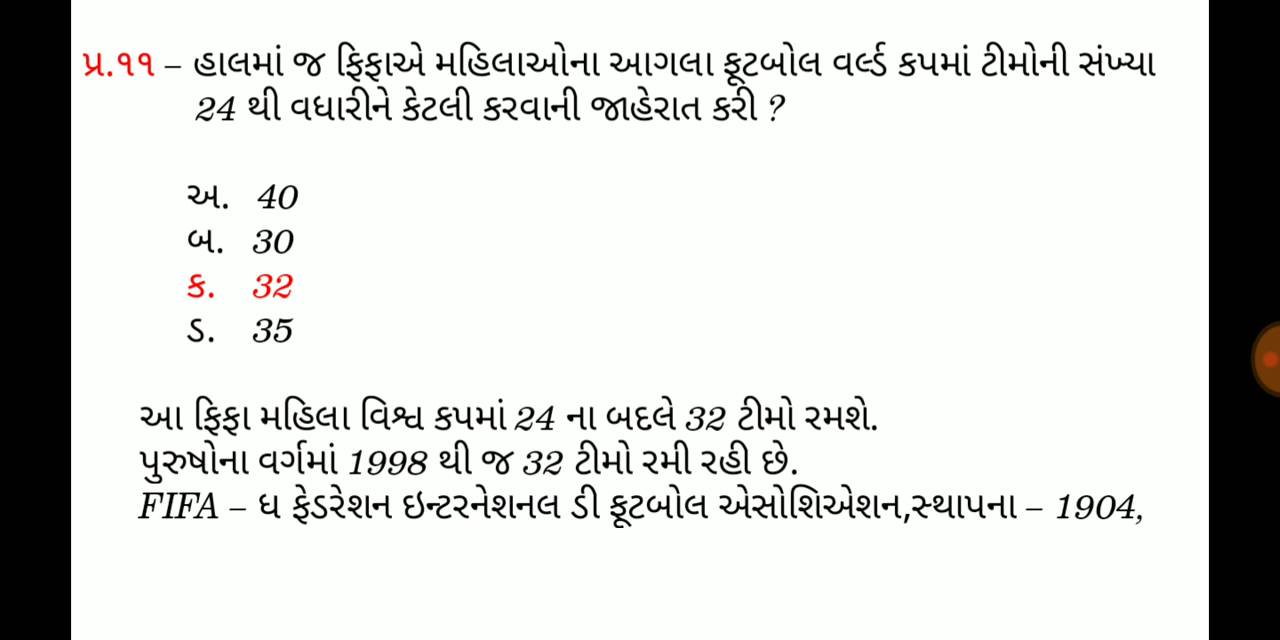 પ્ર.૧૧ – હાલમાં જ ફિફાએ મહિલાઓના આગલા ફૂટબોલ વર્લ્ડ કપમાં ટીમોની સંખ્યા
24 થી વધારીને કેટલી કરવાની જાહેરાત કરી ?
અ. 40
બ. 30
ક. 32
ડ. 35
આ ફિફા મહિલા વિશ્વ કપમાં 24 ના બદલે 32 ટીમો રમશે.
પુરુષોના વર્ગમાં 1998 થી જ 32 ટીમો રમી રહી છે.
FIFA – ધ ફેડરેશન ઇન્ટરનેશનલ ડી ફૂટબોલ એસોશિએશન,સ્થાપના – 1904,